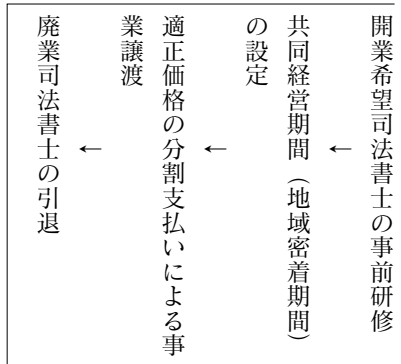 開業希望司法書士の事前研修
←
共同経営期間（地域密着期間）
の設定
←
適正価格の分割支払いによる事
業譲渡
←
廃業司法書士の引退